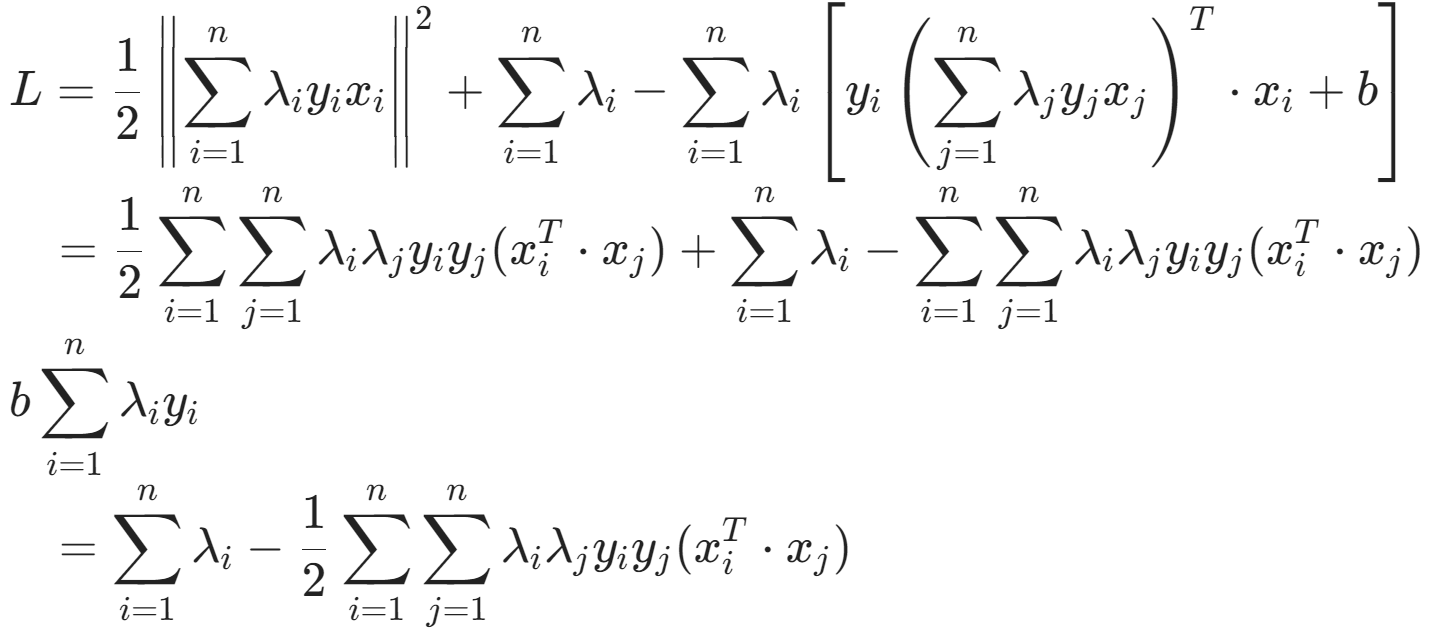 L = \frac{1}{2} \left\| \sum_{i=1}^{n} \lambda_i y_i x_i \right\|^2 + \sum_{i=1}^{n} \lambda_i - \sum_{i=1}^{n} \lambda_i \left[ y_i \left( \sum_{j=1}^{n} \lambda_j y_j x_j \right)^T \cdot x_i + b \right]
= \frac{1}{2} \sum_{i=1}^{n} \sum_{j=1}^{n} \lambda_i \lambda_j y_i y_j (x_i^T \cdot x_j) + \sum_{i=1}^{n} \lambda_i - \sum_{i=1}^{n} \sum_{j=1}^{n} \lambda_i \lambda_j y_i y_j (x_i^T \cdot x_j)
b \sum_{i=1}^{n} \lambda_i y_i
= \sum_{i=1}^{n} \lambda_i - \frac{1}{2} \sum_{i=1}^{n} \sum_{j=1}^{n} \lambda_i \lambda_j y_i y_j (x_i^T \cdot x_j)